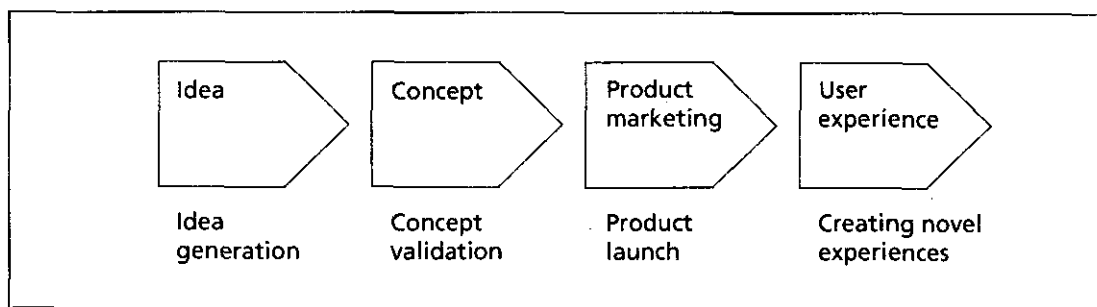 Idea
Concept
Product
marketing
User
experience
Idea
generation
Concept
validation
Product
launch
Creating novel
experiences